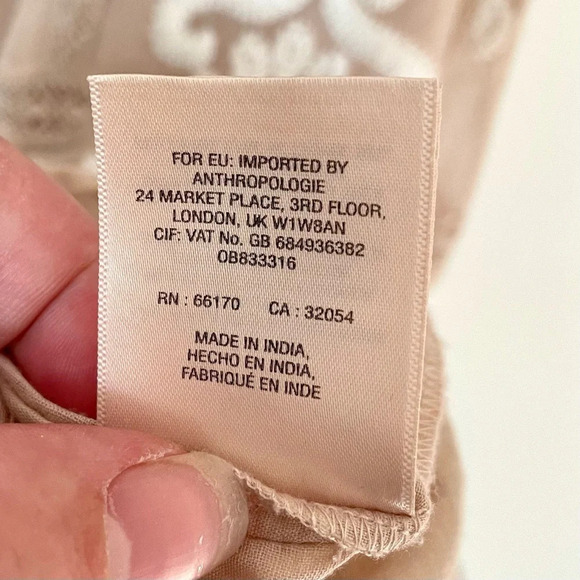 FOR EU: IMPORTED BY
ANTHROPOLOGIE
24 MARKET PLACE, 3RD FLOOR,
LONDON, UK W1W8AN
CIF: VAT No. GB 684936382
OB833316
RN : 66170 CA : 32054
MADE IN INDIA,
HECHO EN INDIA,
FABRIQUÉ EN INDE